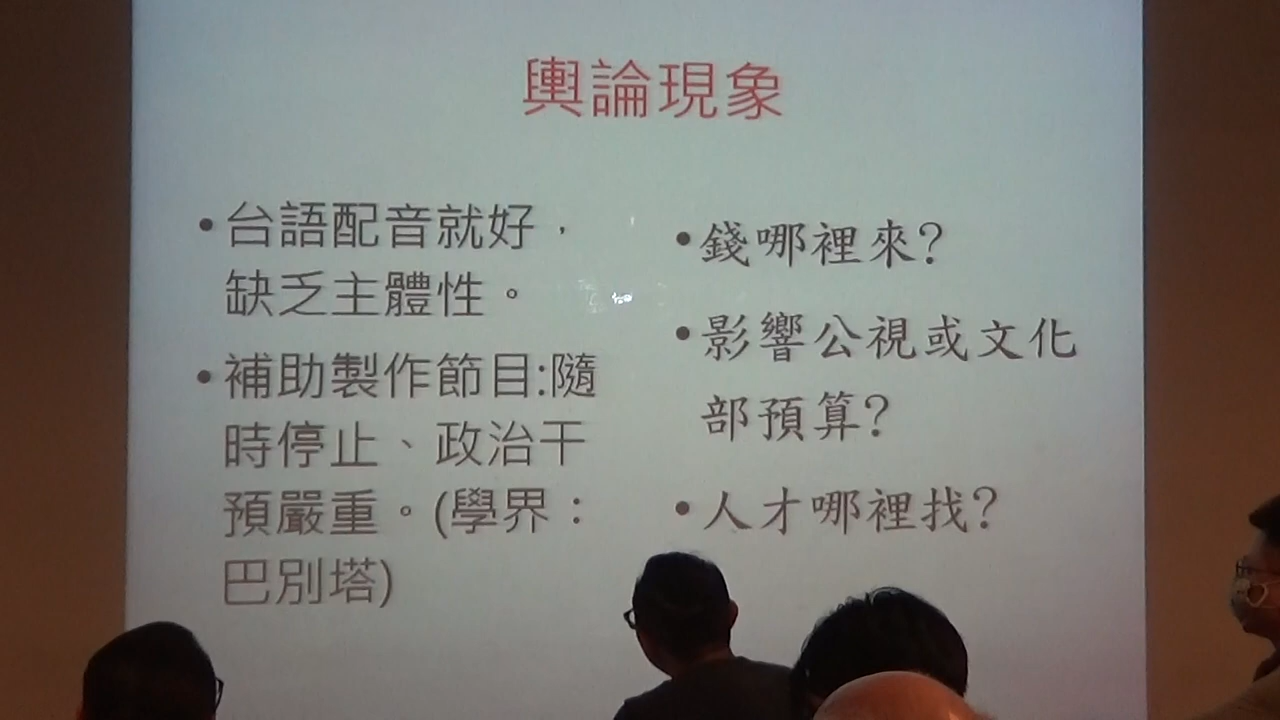 輿論現象
•台語配音就好，
缺乏主體性。
•補助製作節目:隨
時停止、政治干
預嚴重。(學界：
巴別塔)
•錢哪裡來?
•影響公視或文化
部預算?
•人才哪裡找?